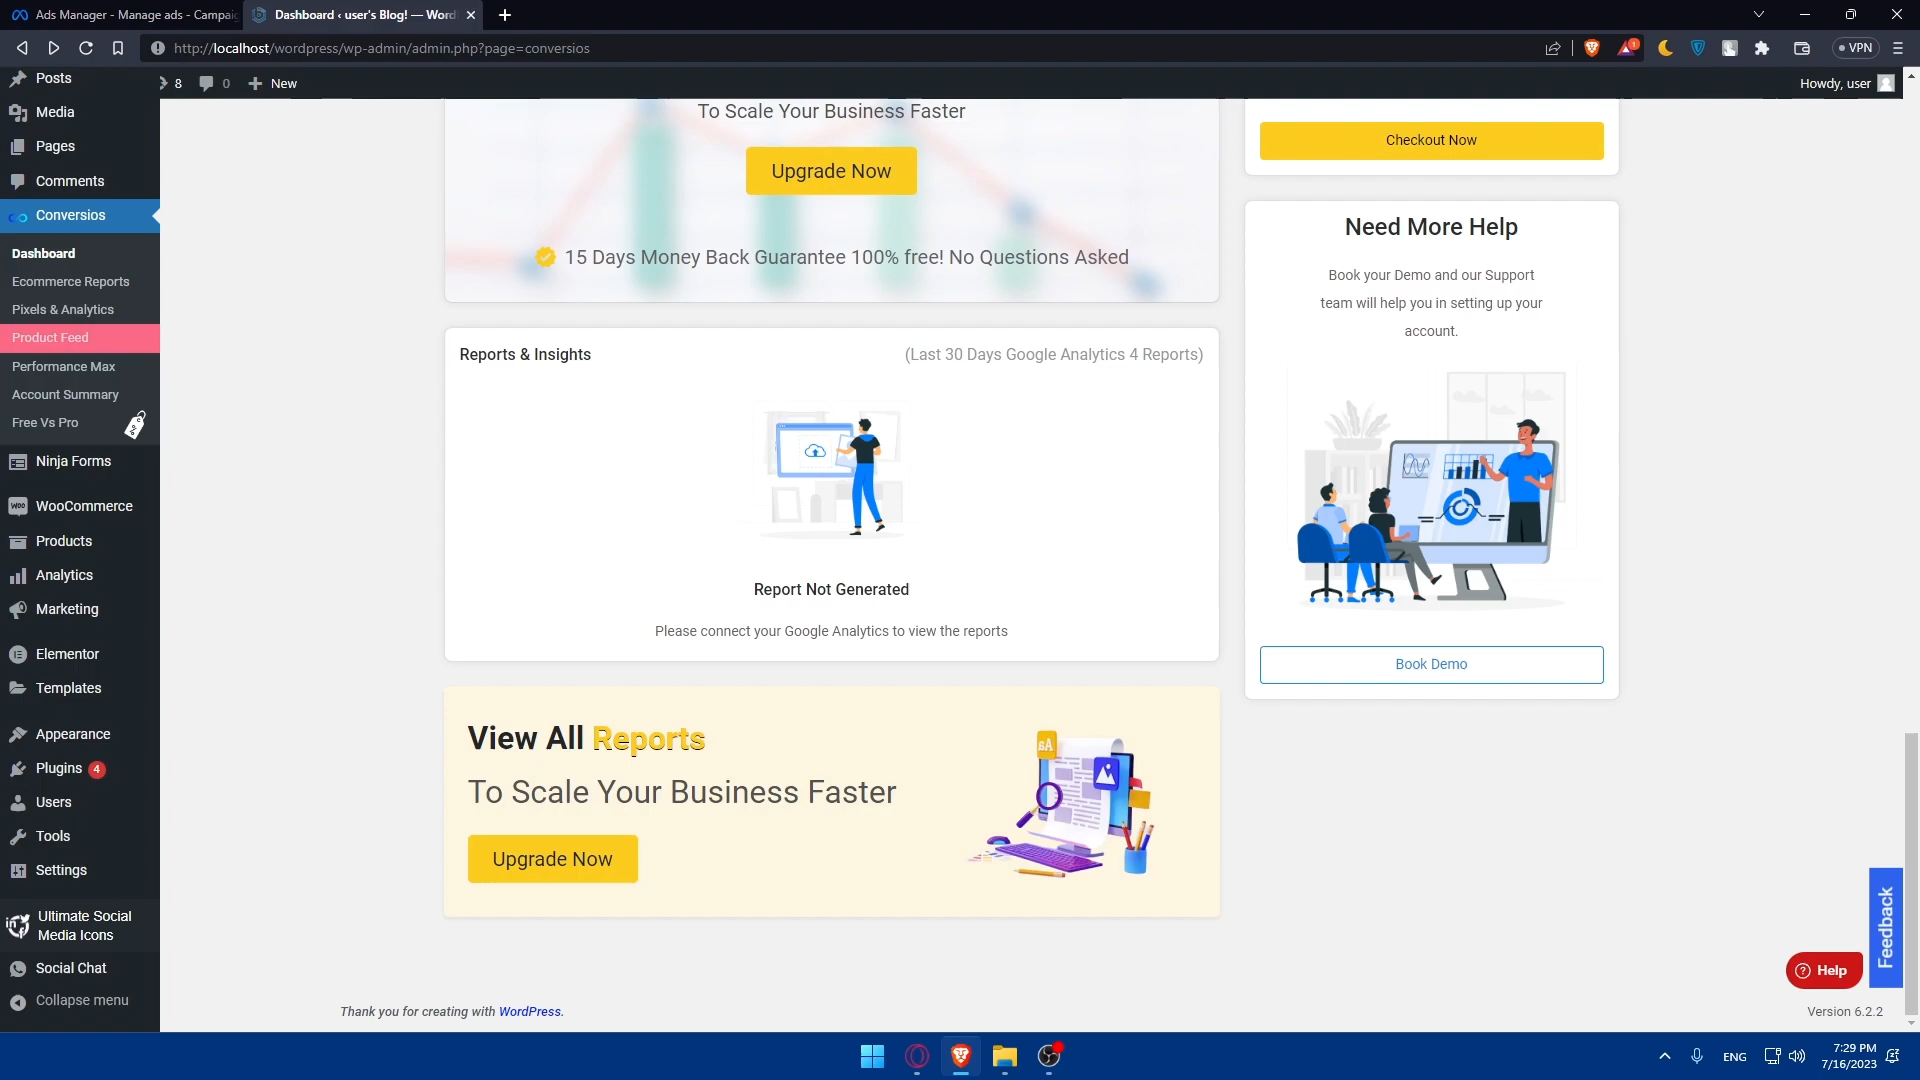 Ads Manager - Manage ads - Campaig
Dashboard ‹ user's Blog! — Word
http://localhost/wordpress/wp-admin/admin.php?page=conversios
1
VPN
8
0
New
Howdy, user
Posts
Media
Pages
Comments
Conversios
Dashboard
Ecommerce Reports
Pixels & Analytics
Product Feed
Performance Max
Account Summary
Free Vs Pro
Ninja Forms
WooCommerce
Products
Analytics
Marketing
Elementor
Templates
Appearance
Plugins 4
Users
Tools
Settings
Ultimate Social
Media Icons
Social Chat
Collapse menu
To Scale Your Business Faster
Upgrade Now
15 Days Money Back Guarantee 100% free! No Questions Asked
Reports & Insights
(Last 30 Days Google Analytics 4 Reports)
Report Not Generated
Please connect your Google Analytics to view the reports
View All Reports
To Scale Your Business Faster
Upgrade Now
Checkout Now
Need More Help
Book your Demo and our Support
team will help you in setting up your
account.
Book Demo
Feedback
Help
Thank you for creating with WordPress.
Version 6.2.2
ENG
7:29 PM
7/16/2023